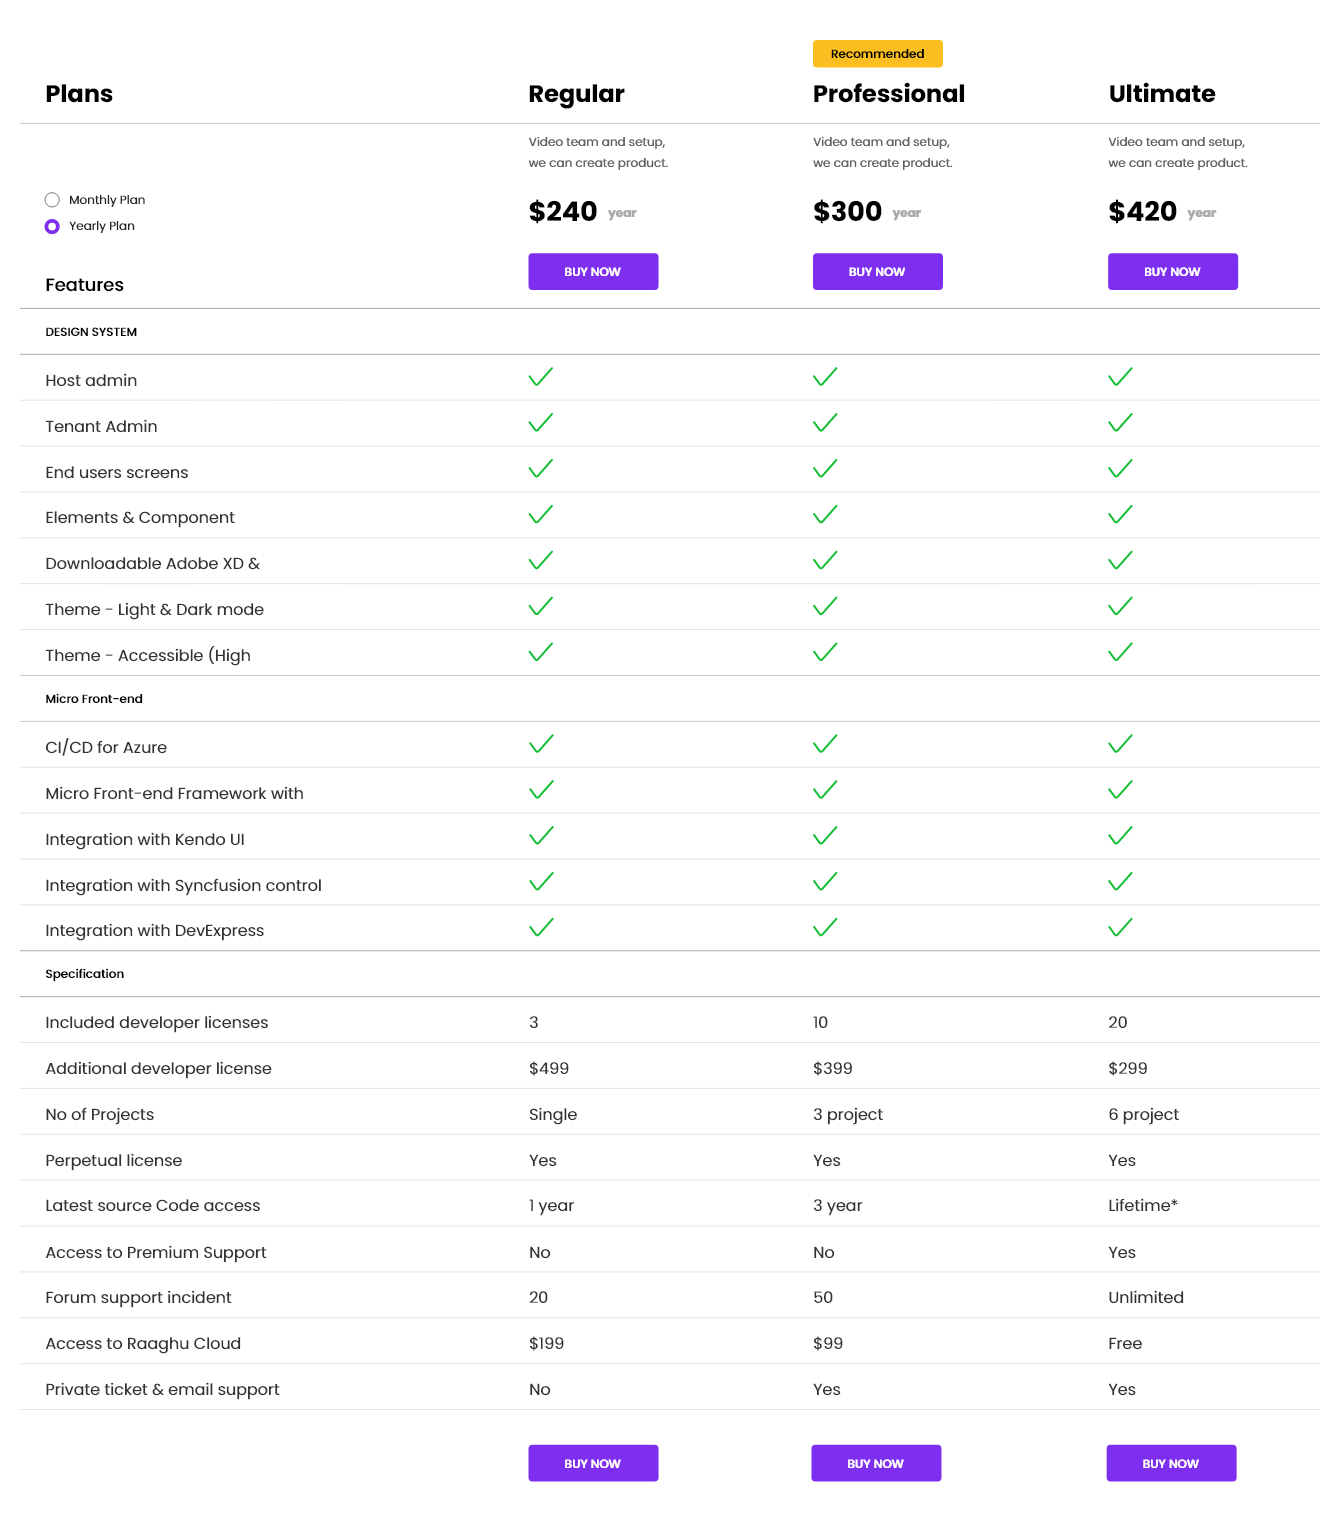 Recommended
Plans Regular Professional Ultimate
Video team and setup, Video team and setup, Video team and setup,
we can create product. we can create product. we can create product.
Monthly Plan
$240 year $300 year $420 year
Yearly Plan
BUY NOW BUY NOW BUY NOW
Features
DESIGN SYSTEM
Host admin
Tenant Admin
End users screens
Elements & Component
Downloadable Adobe XD &
Theme - Light & Dark mode
Theme - Accessible (High
Micro Front-end
CI/CD for Azure
Micro Front-end Framework with
Integration with Kendo UI
Integration with Syncfusion control
Integration with DevExpress
Specification
Included developer licenses 3 10 20
Additional developer license $499 $399 $299
No of Projects Single 3 project 6 project
Perpetual license Yes Yes Yes
Latest source Code access 1 year 3 year Lifetime*
Access to Premium Support No No Yes
Forum support incident 20 50 Unlimited
Access to Raaghu Cloud $199 $99 Free
Private ticket & email support No Yes Yes
BUY NOW BUY NOW BUY NOW